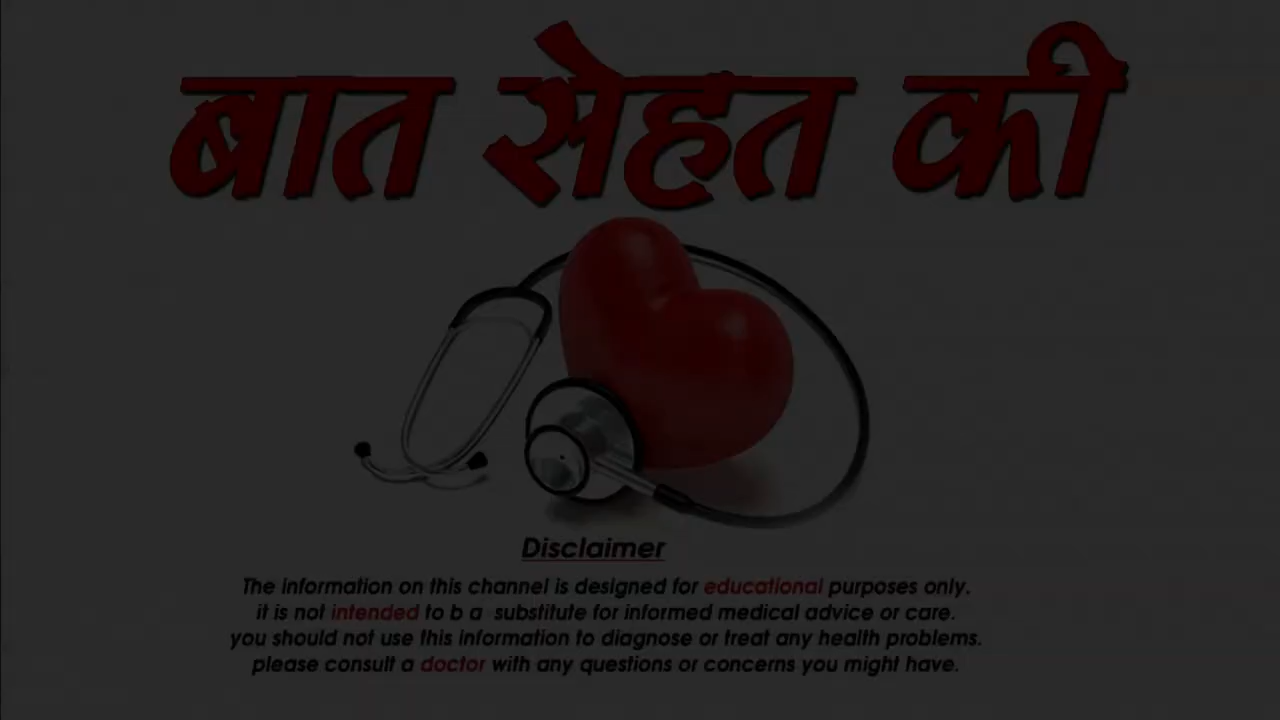 बात सेहत की
Disclaimer
The information on this channel is designed for educational purposes only.
it is not intended to b a substitute for informed medical advice or care.
you should not use this information to diagnose or treat any health problems.
please consult a doctor with any questions or concerns you might have.